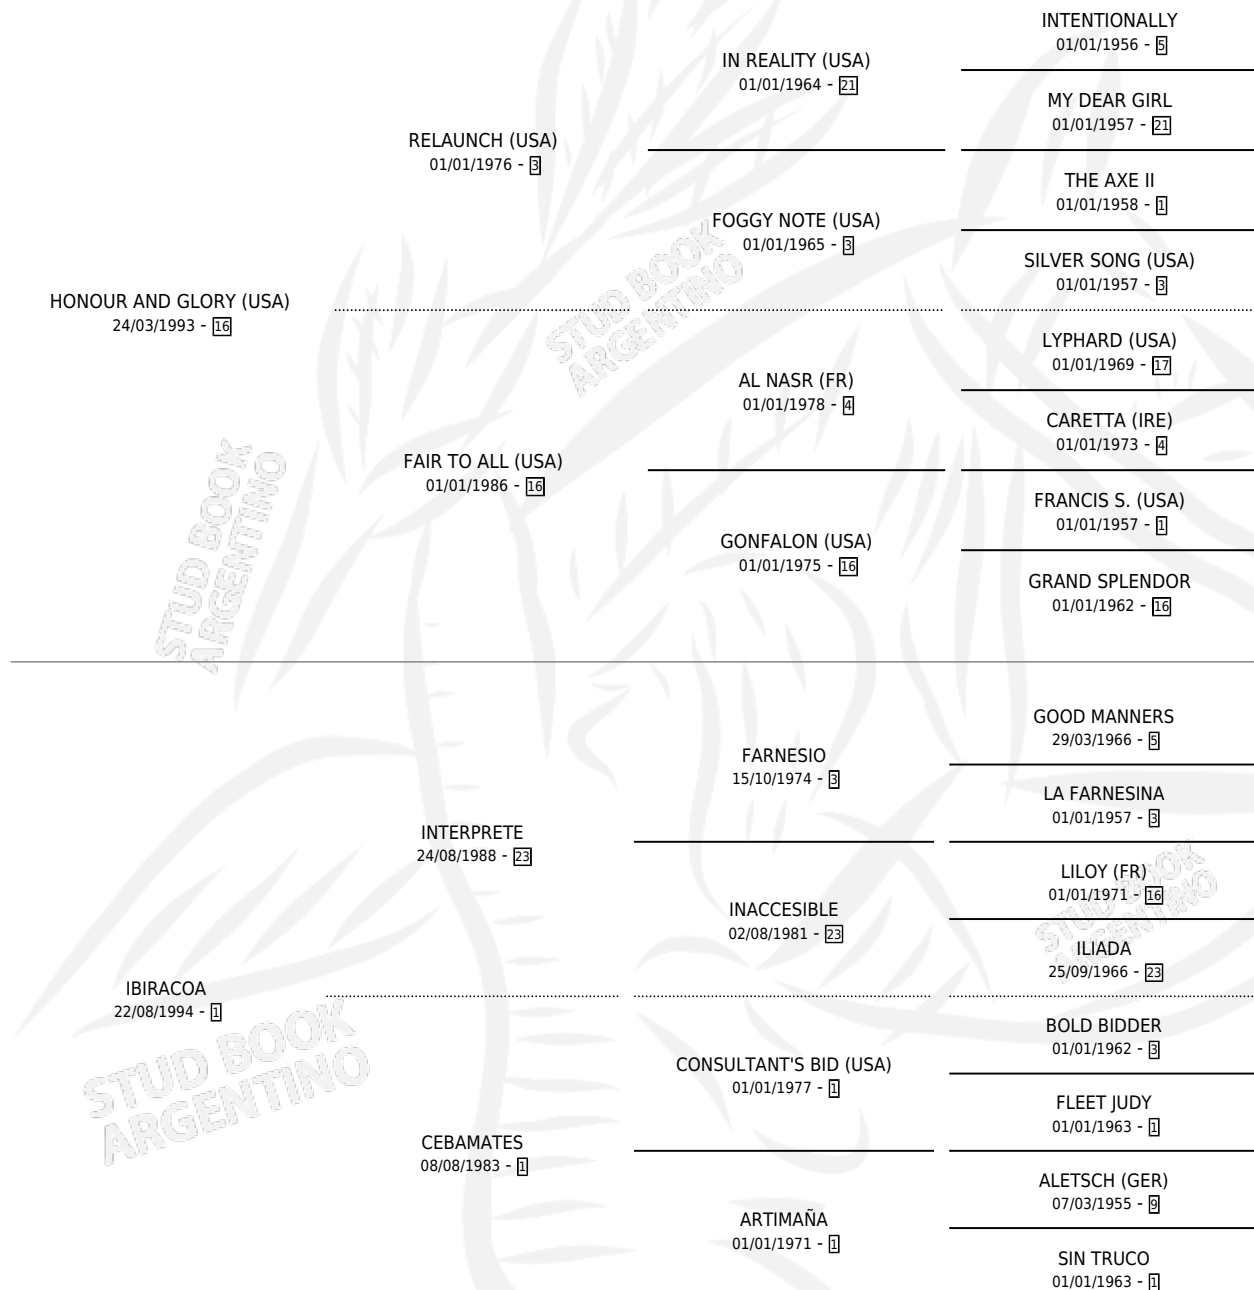 INTENTIONALLY
01/01/1956 - 5
IN REALITY (USA)
01/01/1964 - 21
MY DEAR GIRL
01/01/1957 - 21
RELAUNCH (USA)
01/01/1976 - 3
THE AXE II
01/01/1958 - 1
FOGGY NOTE (USA)
01/01/1965 - 3
SILVER SONG (USA)
01/01/1957 - 3
HONOUR AND GLORY (USA)
24/03/1993 - 16
STUD BOOK
ARGENTINO
LYPHARD (USA)
01/01/1969 - 17
AL NASR (FR)
01/01/1978 - 4
CARETTA (IRE)
01/01/1973 - 4
FAIR TO ALL (USA)
01/01/1986 - 16
FRANCIS S. (USA)
01/01/1957 - 1
GONFALON (USA)
01/01/1975 - 16
GRAND SPLENDOR
01/01/1962 - 16
STUD BOOK
ARGENTINO
GOOD MANNERS
29/03/1966 - 5
FARNESIO
15/10/1974 - 3
LA FARNESINA
01/01/1957 - 3
INTERPRETE
24/08/1988 - 23
LILOY (FR)
01/01/1971 - 16
INACCESIBLE
02/08/1981 - 23
ILIADA
25/09/1966 - 23
STUD BOOK
ARGENTINO
IBIRACOA
22/08/1994 - 1
BOLD BIDDER
01/01/1962 - 3
CONSULTANT'S BID (USA)
01/01/1977 - 1
FLEET JUDY
01/01/1963 - 1
STUD BOOK
ARGENTINO
CEBAMATES
08/08/1983 - 1
ALETSCH (GER)
07/03/1955 - 9
ARTIMAÑA
01/01/1971 - 1
SIN TRUCO
01/01/1963 - 1